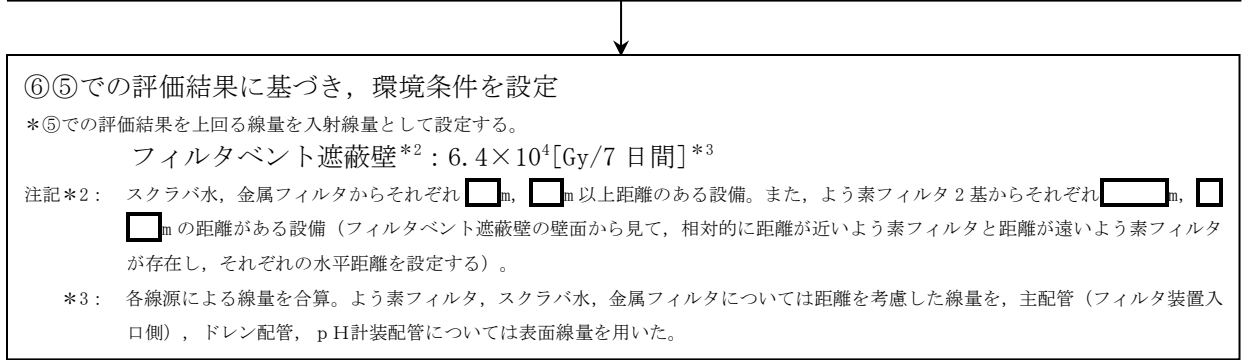 ⑥⑤での評価結果に基づき，環境条件を設定
＊⑤での評価結果を上回る線量を入射線量として設定する。
フィルタベント遮蔽壁＊2：6.4×10⁴[Gy/7 日間]＊3
注記＊2： スクラバ水，金属フィルタからそれぞれ m， m 以上距離のある設備。また，よう素フィルタ 2 基からそれぞれ m，
m の距離がある設備（フィルタベント遮蔽壁の壁面から見て，相対的に距離が近いよう素フィルタと距離が遠いよう素フィルタ
が存在し，それぞれの水平距離を設定する）。
＊3： 各線源による線量を合算。よう素フィルタ，スクラバ水，金属フィルタについては距離を考慮した線量を，主配管（フィルタ装置入
口側），ドレン配管，ｐＨ計装配管については表面線量を用いた。